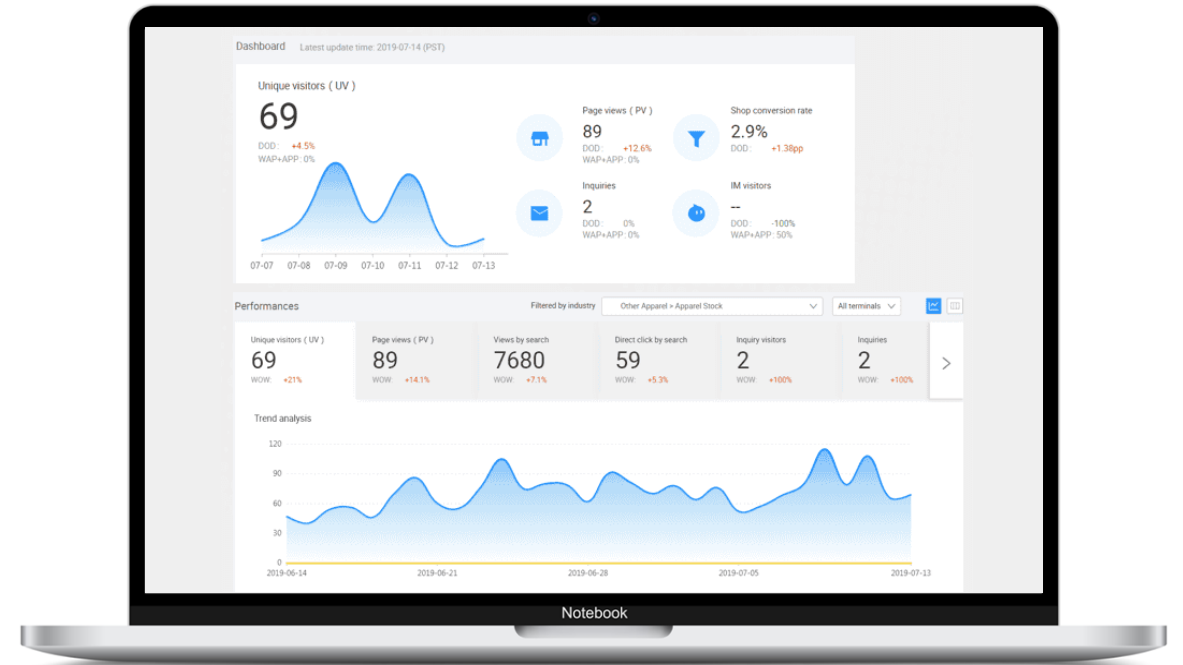 Dashboard Latest update time: 2019-07-14 (PST)
Unique visitors ( UV )
69
DOD: +4.5%
WAP+APP: 0%
07-07 07-08 07-09 07-10 07-11 07-12 07-13
Page views ( PV )
89
DOD: +12.6%
WAP+APP: 0%
Shop conversion rate
2.9%
DOD: +1.38pp
Inquiries
2
DOD: 0%
WAP+APP: 0%
IM visitors
--
DOD: -100%
WAP+APP: 50%
Performances Filtered by industry Other Apparel > Apparel Stock All terminals
Unique visitors ( UV )
69
WOW: +21%
Page views ( PV )
89
WOW: +14.1%
Views by search
7680
WOW: +7.1%
Direct click by search
59
WOW: +5.3%
Inquiry visitors
2
WOW: +100%
Inquiries
2
WOW: +100%
Trend analysis
120
90
60
30
0
2019-06-14 2019-06-21 2019-06-28 2019-07-05 2019-07-13
Notebook